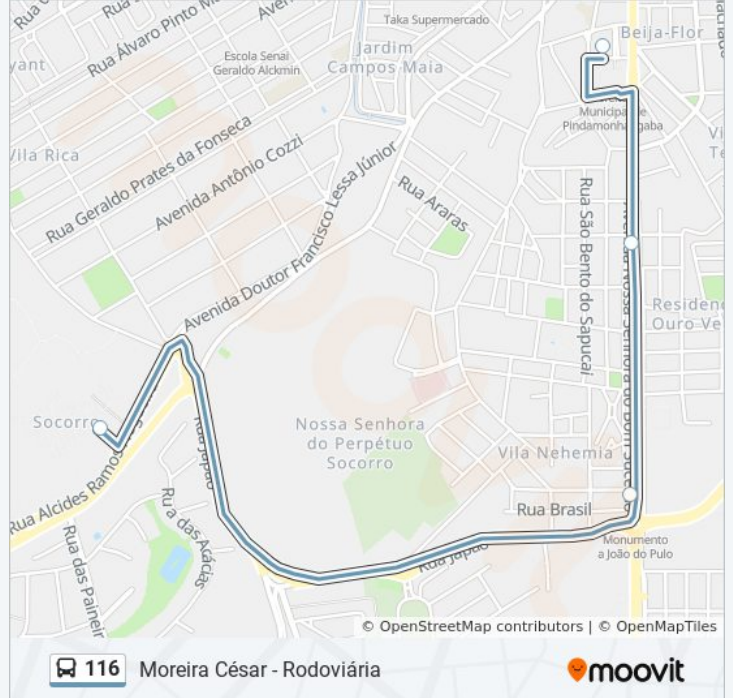 Taka Supermercado
Beija-Flor
Rua Álvaro Pinto
Jardim
Campos Maia
Escola Senai
Geraldo Alckmin
Municipal de
Pindamonhangaba
Vila Rica
Rua Geraldo Prates da Fonseca
Avenida Antônio Cozzi
Avenida Doutor Francisco Lessa Júnior
Rua Araras
Rua São Bento do Sapucaí
Ouro Ve
Socorro
Nossa Senhora
do Perpétuo
Socorro
Vila Nehemia
Rua Japão
Rua Alcides Ramos
Rua das Acácias
Rua das Paineir
Rua Brasil
Monumento
a João do Pulo
Rua Japão
© OpenStreetMap contributors | © OpenMapTiles
116 Moreira César - Rodoviária
moovit